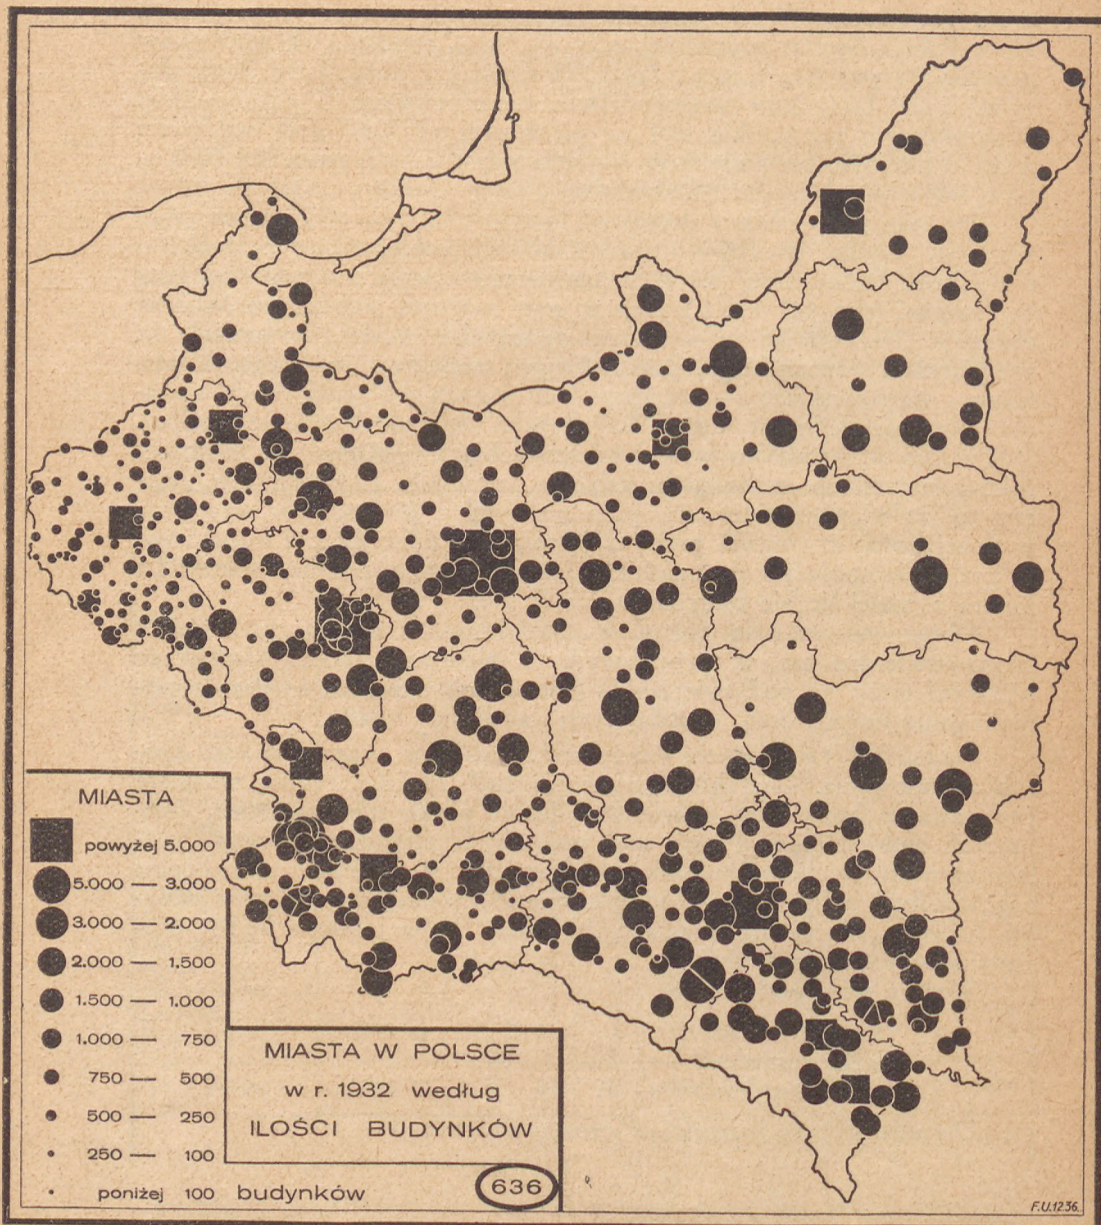 MIASTA
powyżej 5.000
5.000 — 3.000
3.000 — 2.000
2.000 — 1.500
1.500 — 1.000
1.000 — 750
750 — 500
500 — 250
250 — 100
poniżej 100 budynków
MIASTA W POLSCE
w r. 1932 według
ILOŚCI BUDYNKÓW
636
F.U.1236.